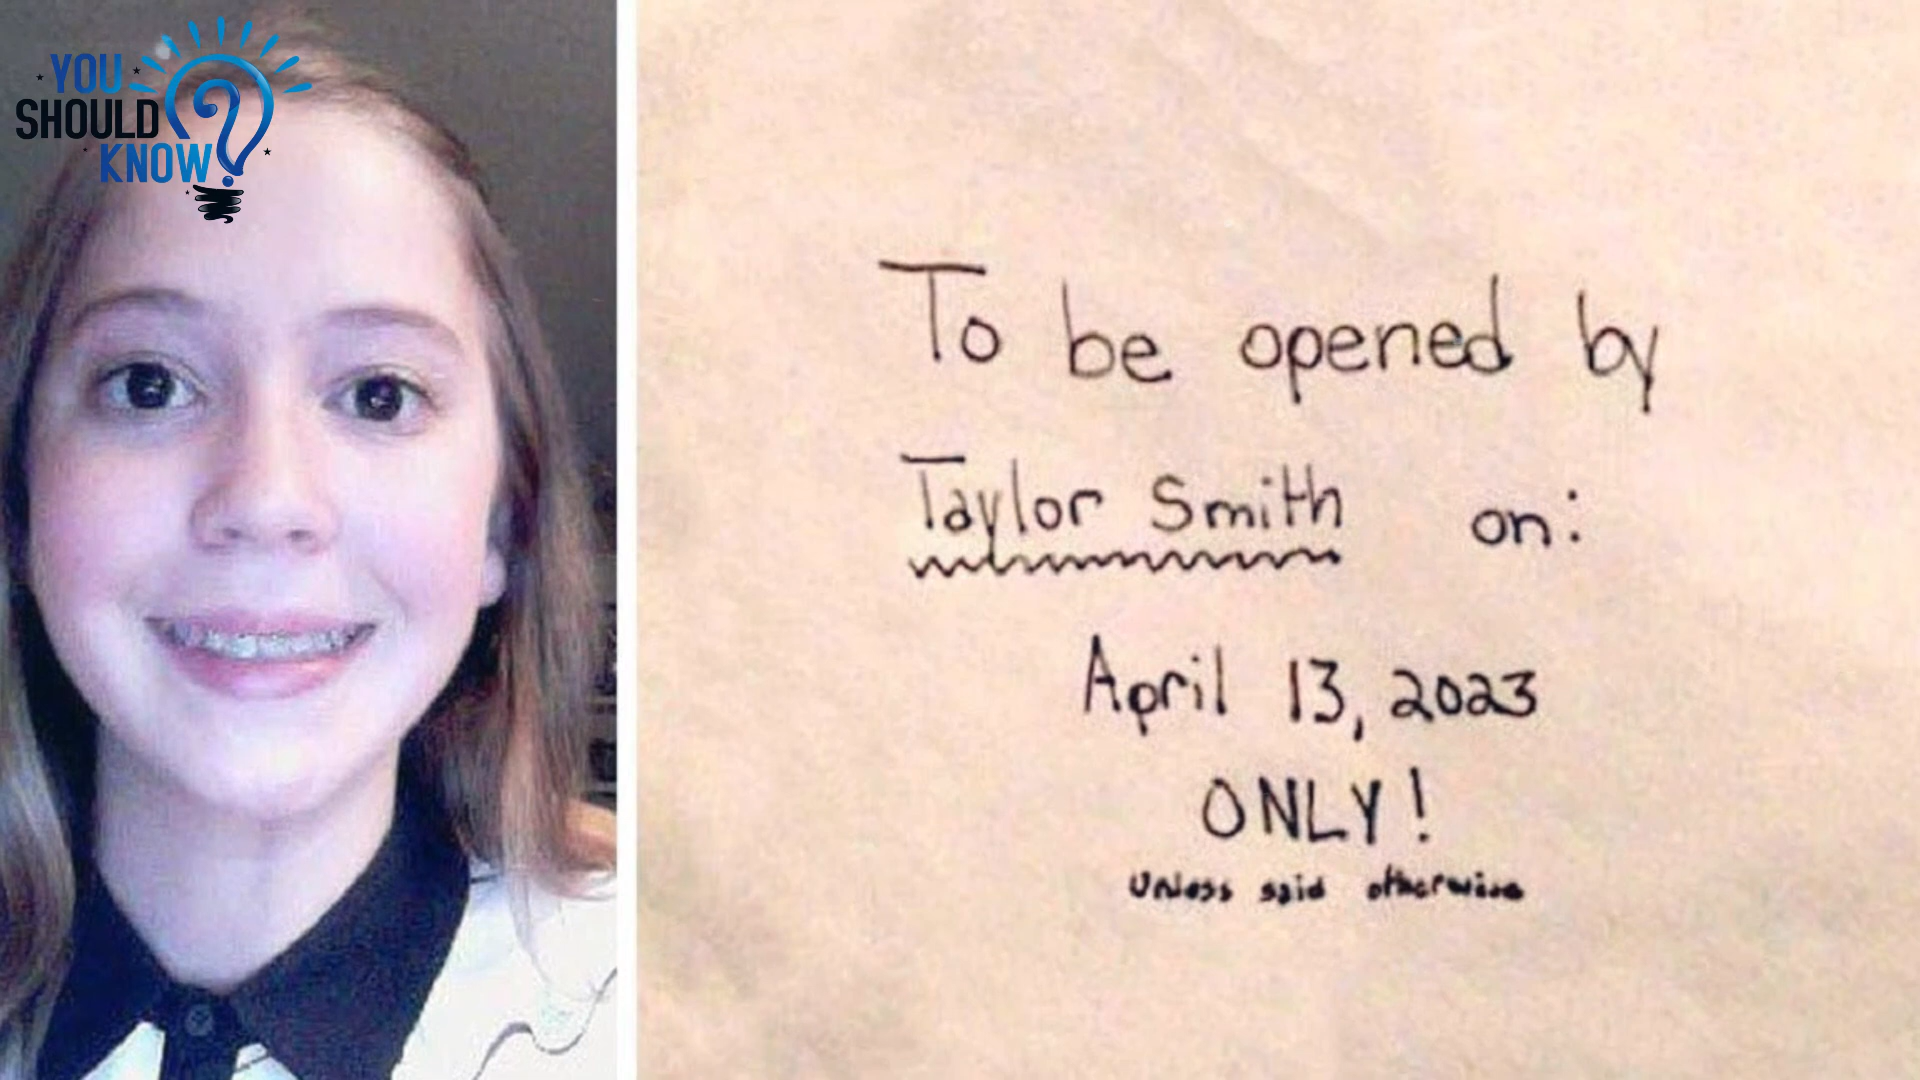 YOU
SHOULD
KNOW
To be opened by
Taylor Smith on:
April 13, 2023
ONLY!
Unless said otherwise